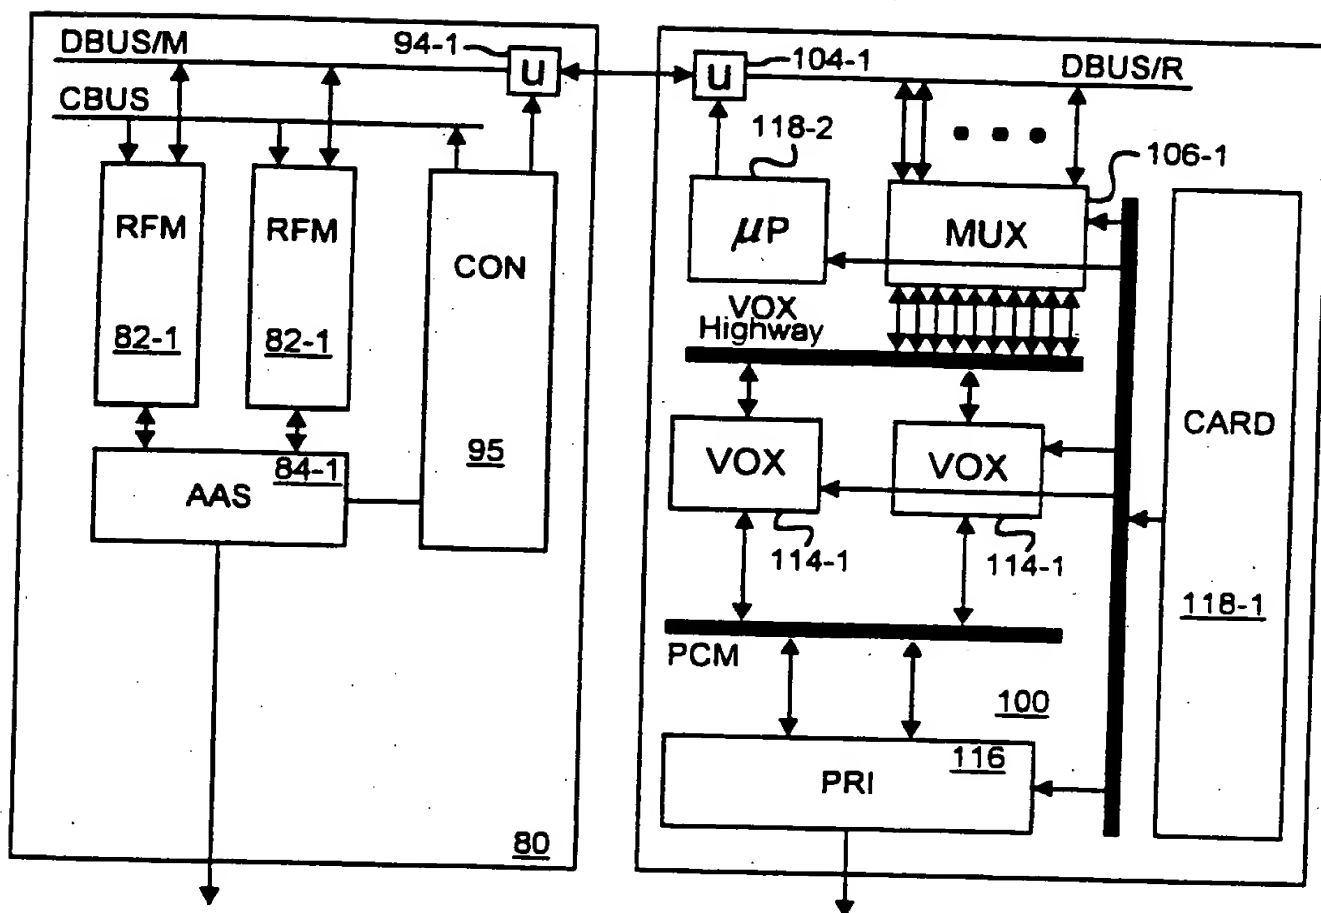 DBUS/M
94-1
U
CBUS
RFM
82-1
RFM
82-1
CON
95
84-1
AAS
80
U
104-1
DBUS/R
118-2
106-1
μP
MUX
VOX
Highway
VOX
VOX
114-1
114-1
CARD
118-1
PCM
100
116
PRI